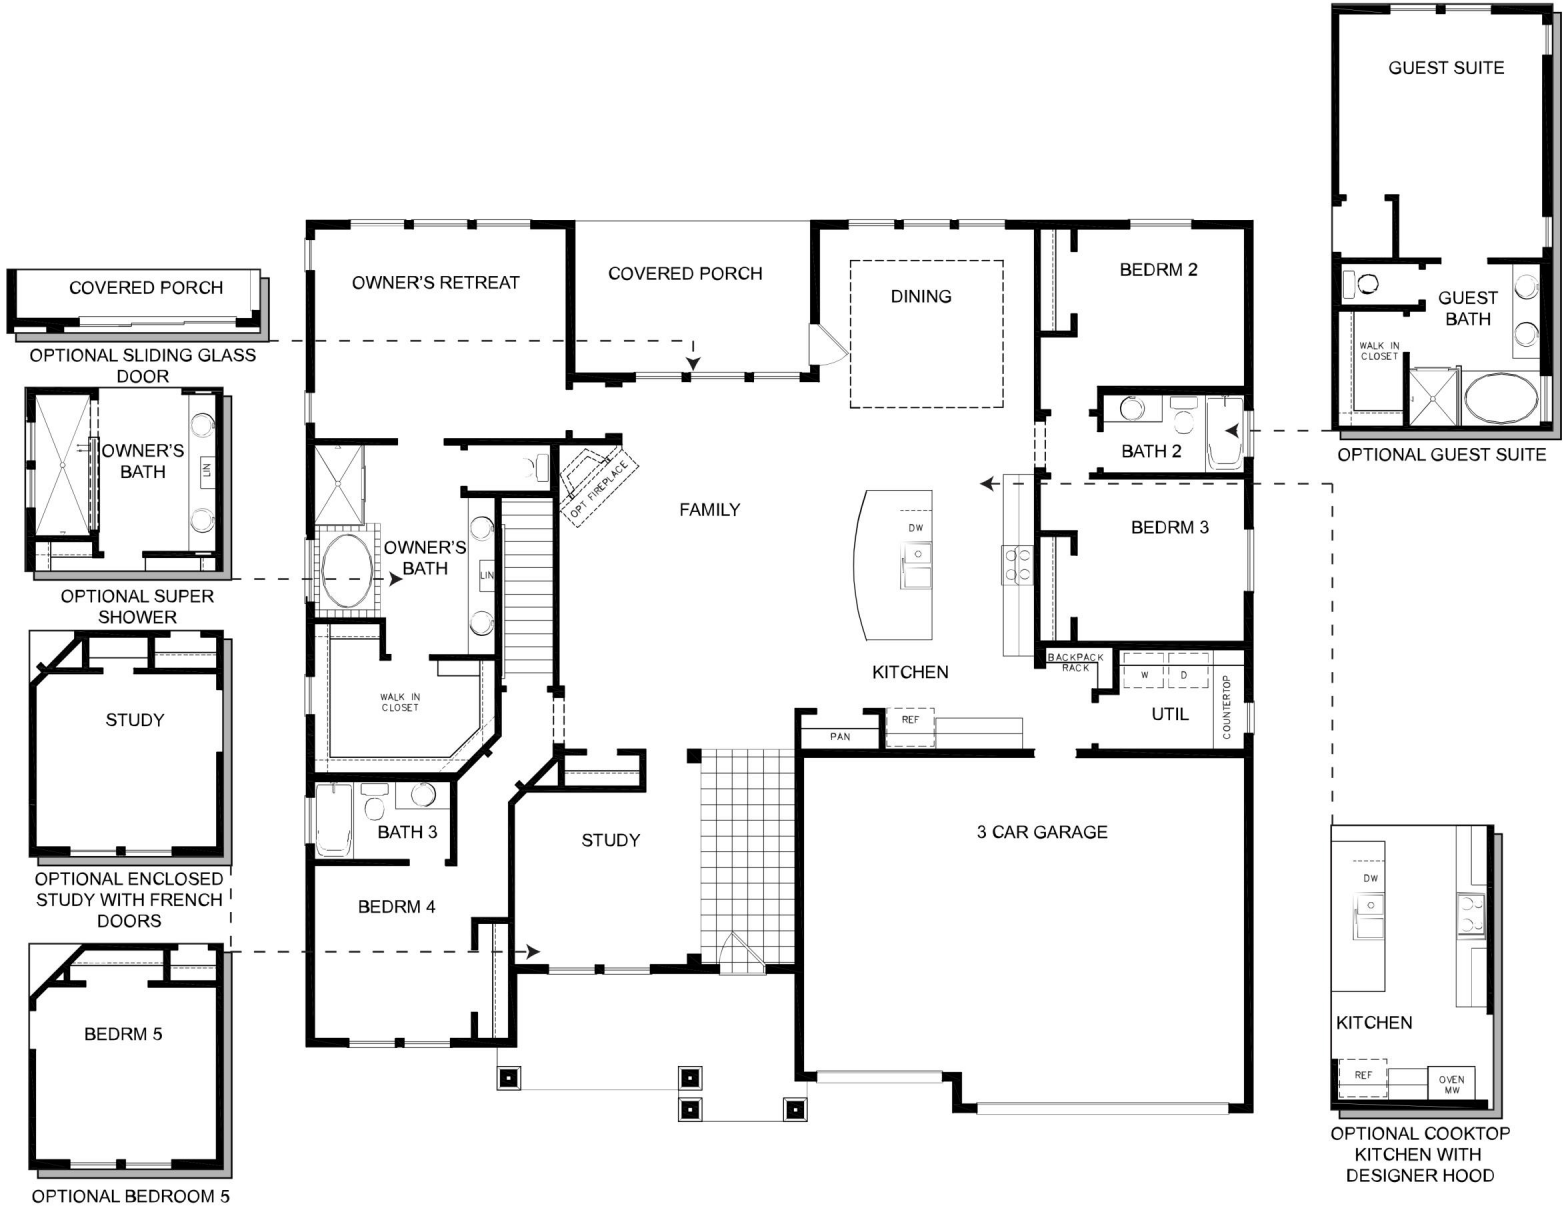 GUEST SUITE
GUEST
BATH
WALK IN
CLOSET
OPTIONAL GUEST SUITE
COVERED PORCH
OPTIONAL SLIDING GLASS
DOOR
OWNER'S
BATH
LIN
OPTIONAL SUPER
SHOWER
STUDY
OPTIONAL ENCLOSED
STUDY WITH FRENCH
DOORS
BEDRM 5
OPTIONAL BEDROOM 5
OWNER'S RETREAT
COVERED PORCH
DINING
BEDRM 2
BATH 2
OPT FIREPLACE
FAMILY
DW
BEDRM 3
OWNER'S
BATH
LIN
KITCHEN
BACKPACK
RACK
W
D
COUNTERTOP
UTIL
WALK IN
CLOSET
REF
PAN
BATH 3
STUDY
3 CAR GARAGE
BEDRM 4
DW
KITCHEN
REF
OVEN
MW
OPTIONAL COOKTOP
KITCHEN WITH
DESIGNER HOOD